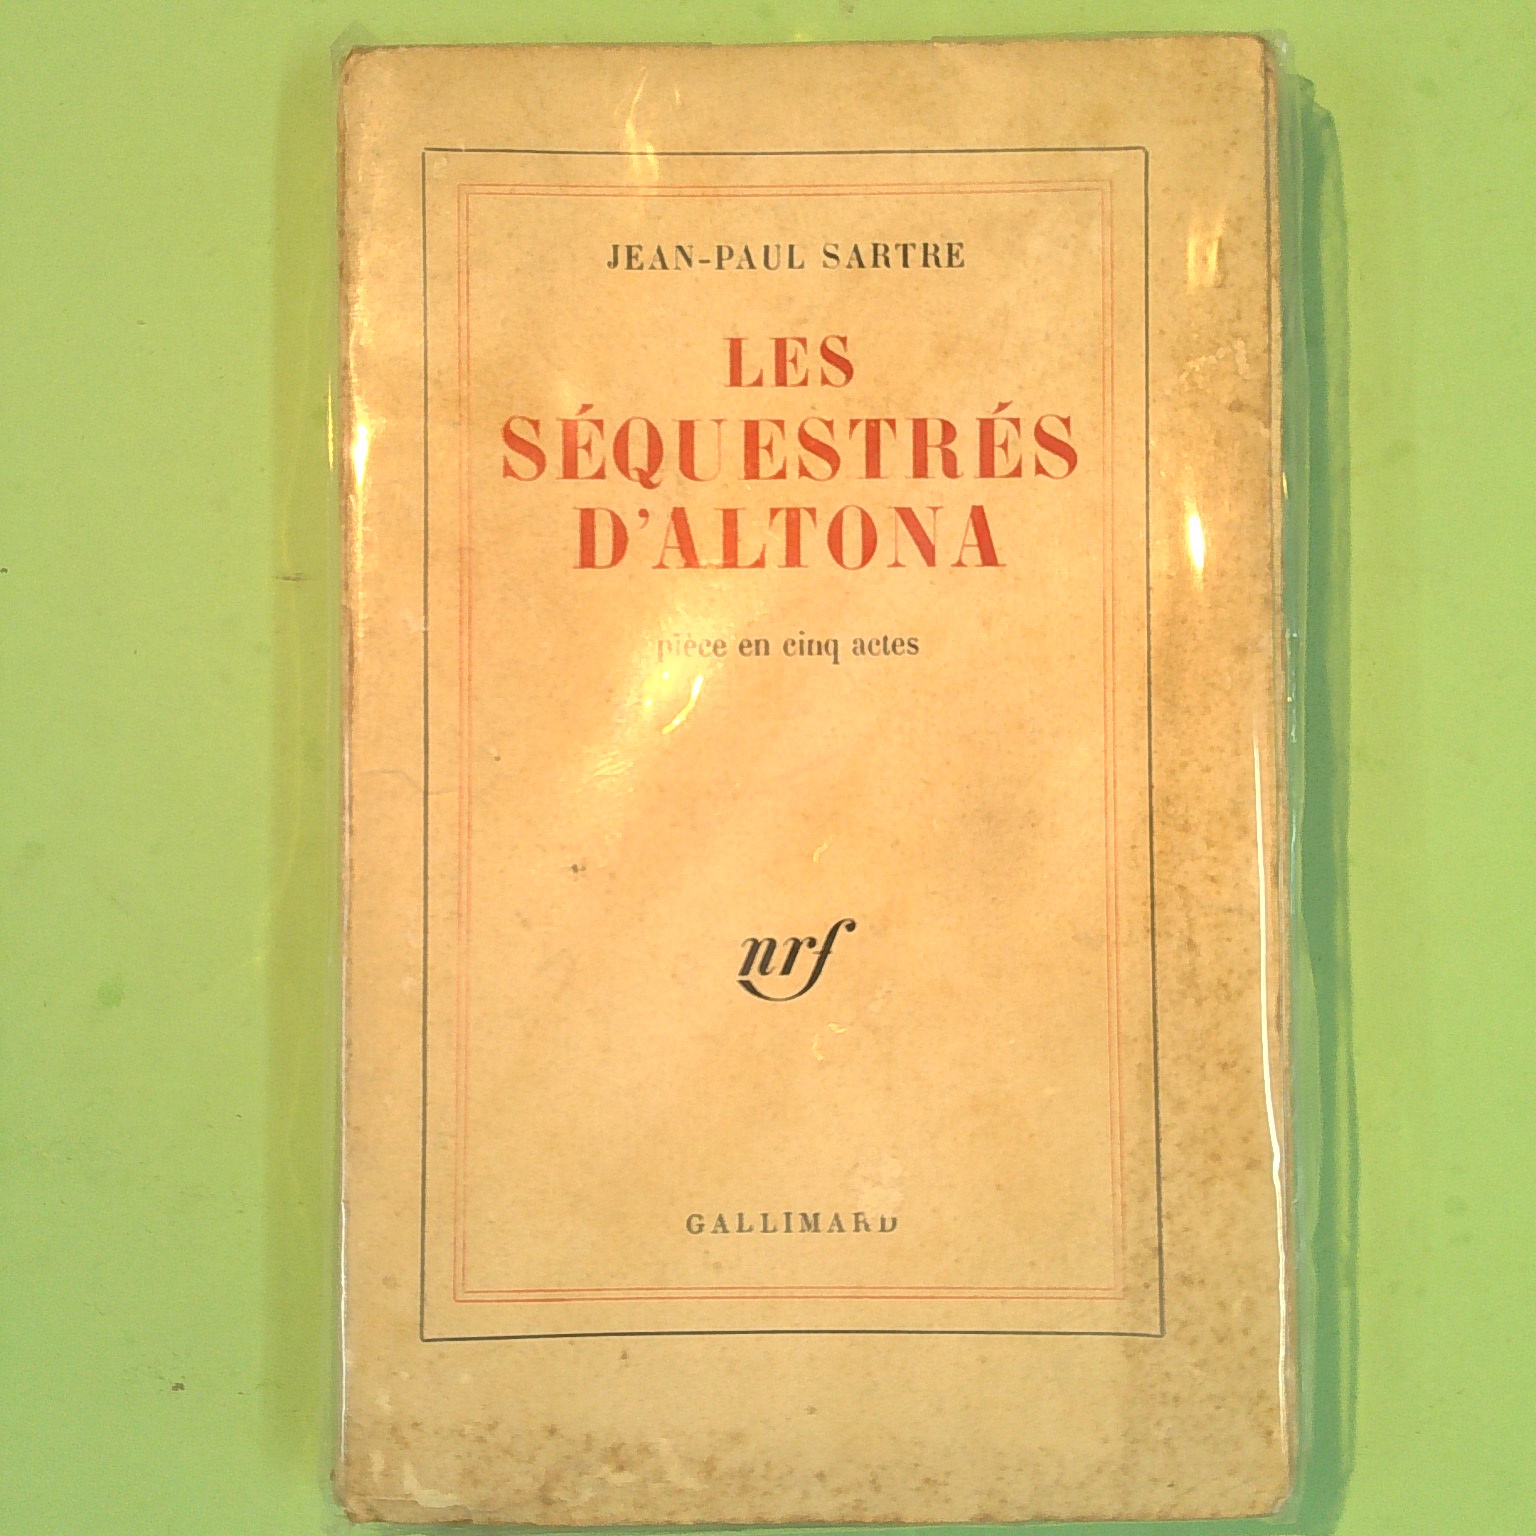 JEAN-PAUL SARTRE
LES
SÉQUESTRÉS
D'ALTONA
pièce en cinq actes
nrf
GALLIMARD